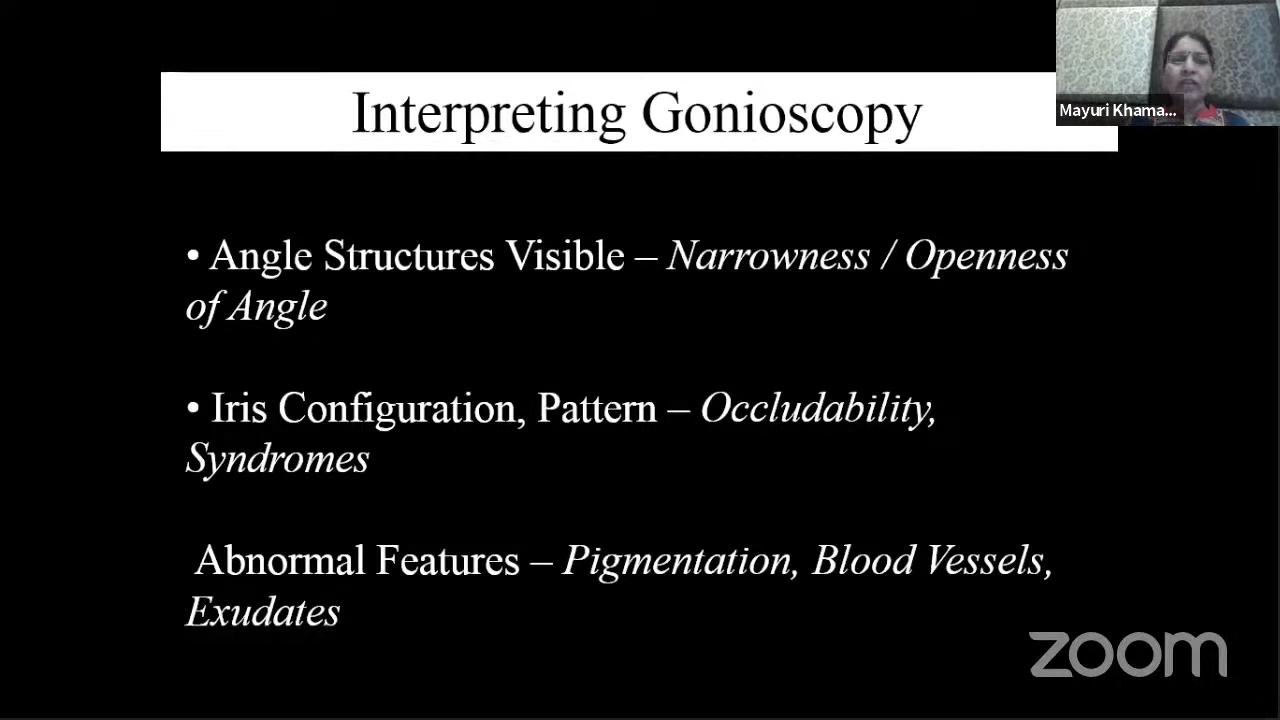 Interpreting Gonioscopy
Mayuri Khama...
• Angle Structures Visible – Narrowness / Openness
of Angle
• Iris Configuration, Pattern – Occludability,
Syndromes
Abnormal Features – Pigmentation, Blood Vessels,
Exudates
zoom